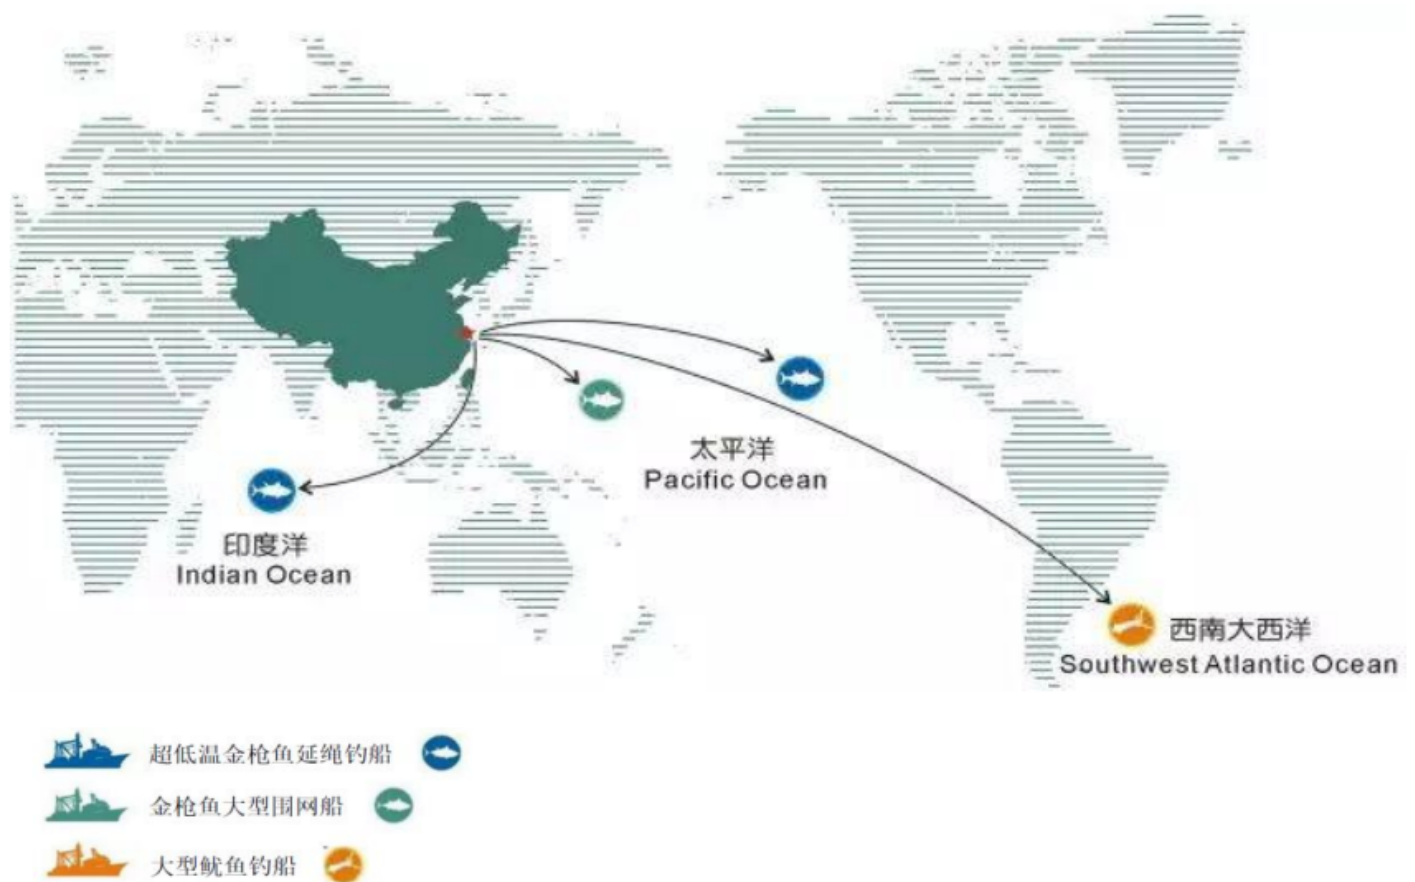 太平洋
Pacific Ocean
印度洋
Indian Ocean
西南大西洋
Southwest Atlantic Ocean
超低温金枪鱼延绳钓船
金枪鱼大型围网船
大型鱿鱼钓船